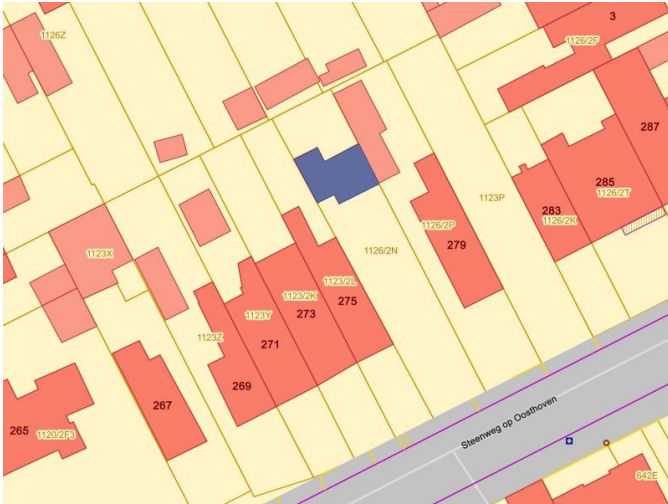 3
1126Z
1126/2F
287
285
1126/2T
283
1126/2K
1123P
1126/2P
279
1126/2N
1123X
1123/2L
275
1123/2K
273
1123Y
271
1123Z
269
267
265
1120/2F3
Steenweg op Oosthoven
642E